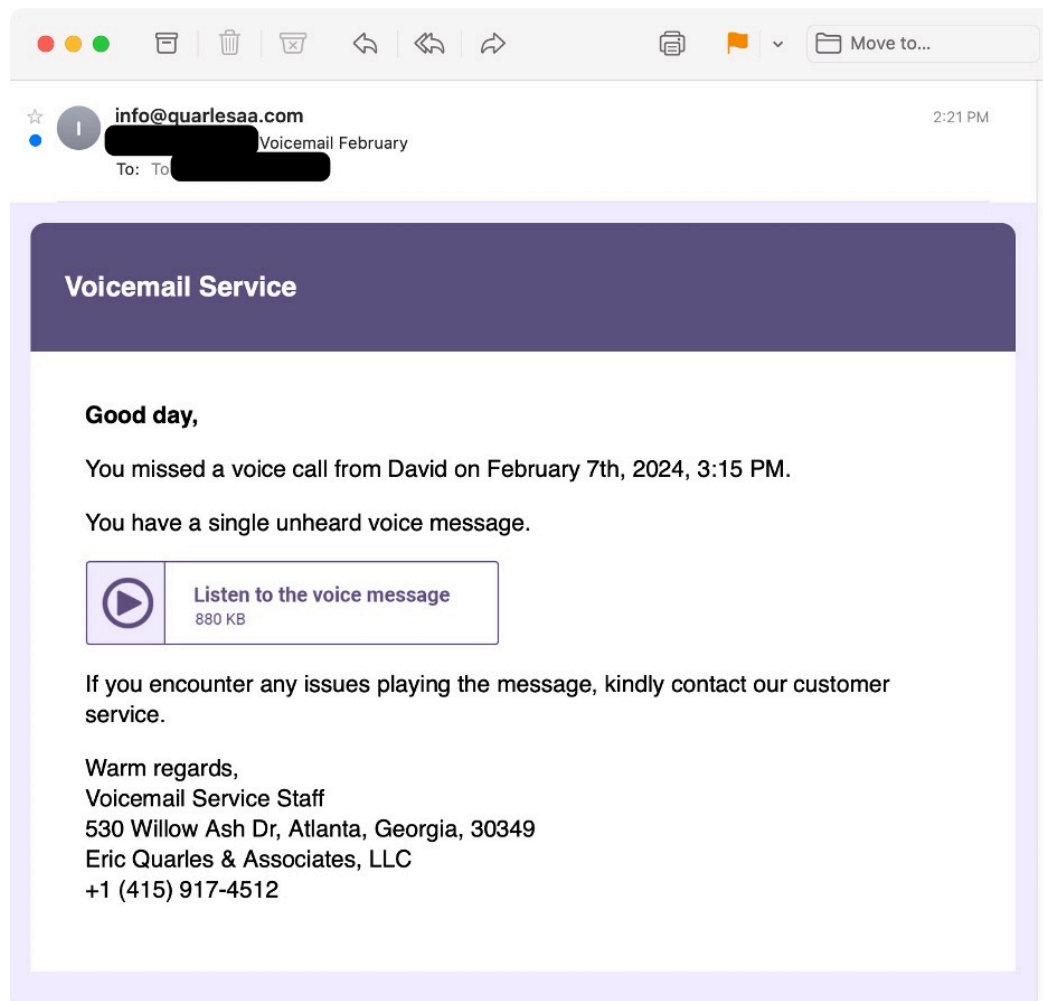 Move to...
info@quarlesaa.com
2:21 PM
I
Voicemail February
To: To
Voicemail Service
Good day,
You missed a voice call from David on February 7th, 2024, 3:15 PM.
You have a single unheard voice message.
Listen to the voice message
880 KB
If you encounter any issues playing the message, kindly contact our customer
service.
Warm regards,
Voicemail Service Staff
530 Willow Ash Dr, Atlanta, Georgia, 30349
Eric Quarles & Associates, LLC
+1 (415) 917-4512